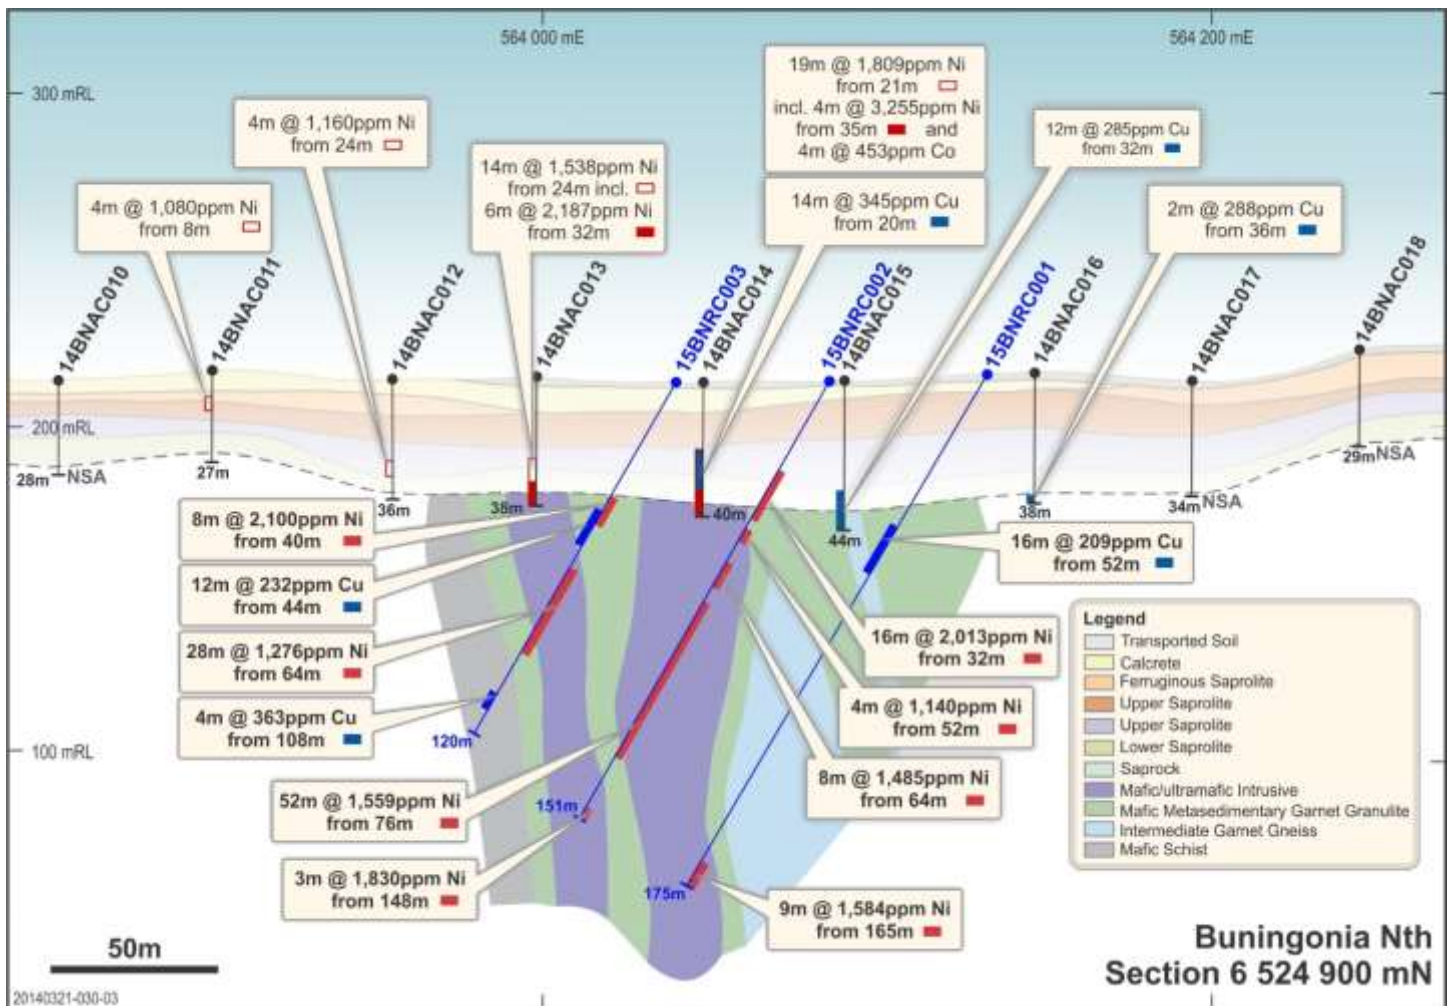 564 000 mE
564 200 mE
300 mRL
200 mRL
100 mRL
4m @ 1,080ppm Ni
from 8m
4m @ 1,160ppm Ni
from 24m
14m @ 1,538ppm Ni
from 24m incl.
6m @ 2,187ppm Ni
from 32m
19m @ 1,809ppm Ni
from 21m
incl. 4m @ 3,255ppm Ni
from 35m and
4m @ 453ppm Co
14m @ 345ppm Cu
from 20m
12m @ 285ppm Cu
from 32m
2m @ 288ppm Cu
from 36m
14BNAC010
14BNAC011
14BNAC012
14BNAC013
15BNRC003
14BNAC014
15BNRC002
14BNAC015
15BNRC001
14BNAC016
14BNAC017
14BNAC018
28m
NSA
27m
36m
38m
40m
44m
38m
34m
NSA
29m
NSA
8m @ 2,100ppm Ni
from 40m
12m @ 232ppm Cu
from 44m
28m @ 1,276ppm Ni
from 64m
4m @ 363ppm Cu
from 108m
120m
52m @ 1,559ppm Ni
from 76m
151m
3m @ 1,830ppm Ni
from 148m
175m
16m @ 209ppm Cu
from 52m
16m @ 2,013ppm Ni
from 32m
4m @ 1,140ppm Ni
from 52m
8m @ 1,485ppm Ni
from 64m
9m @ 1,584ppm Ni
from 165m
Legend
Transported Soil
Calcrete
Ferruginous Saprolite
Upper Saprolite
Upper Saprolite
Lower Saprolite
Saprock
Mafic/ultramafic Intrusive
Mafic Metasedimentary Garnet Granulite
Intermediate Garnet Gneiss
Mafic Schist
50m
Buningonia Nth
Section 6 524 900 mN
20140321-030-03